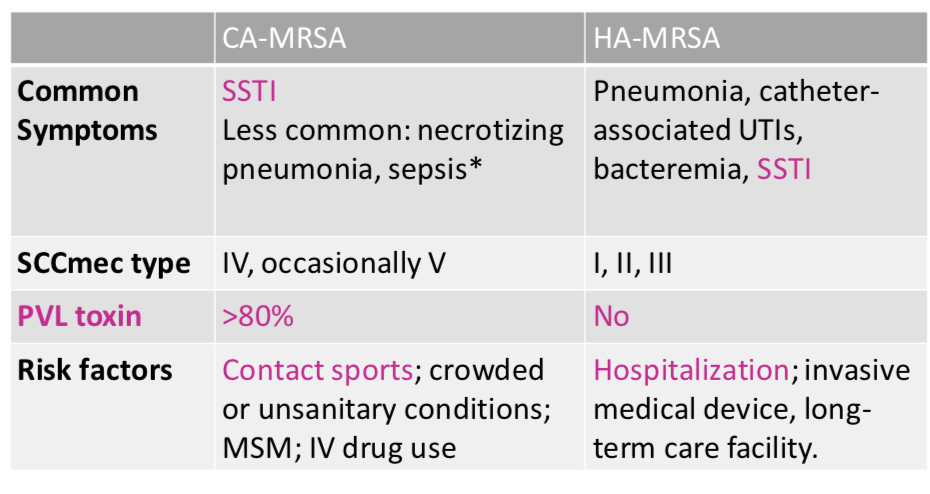 CA-MRSA HA-MRSA
Common Symptoms
SSTI
Less common: necrotizing
pneumonia, sepsis*
Pneumonia, catheter-
associated UTIs,
bacteremia, SSTI
SCCmec type IV, occasionally V I, II, III
PVL toxin >80% No
Risk factors
Contact sports; crowded
or unsanitary conditions;
MSM; IV drug use
Hospitalization; invasive
medical device, long-
term care facility.